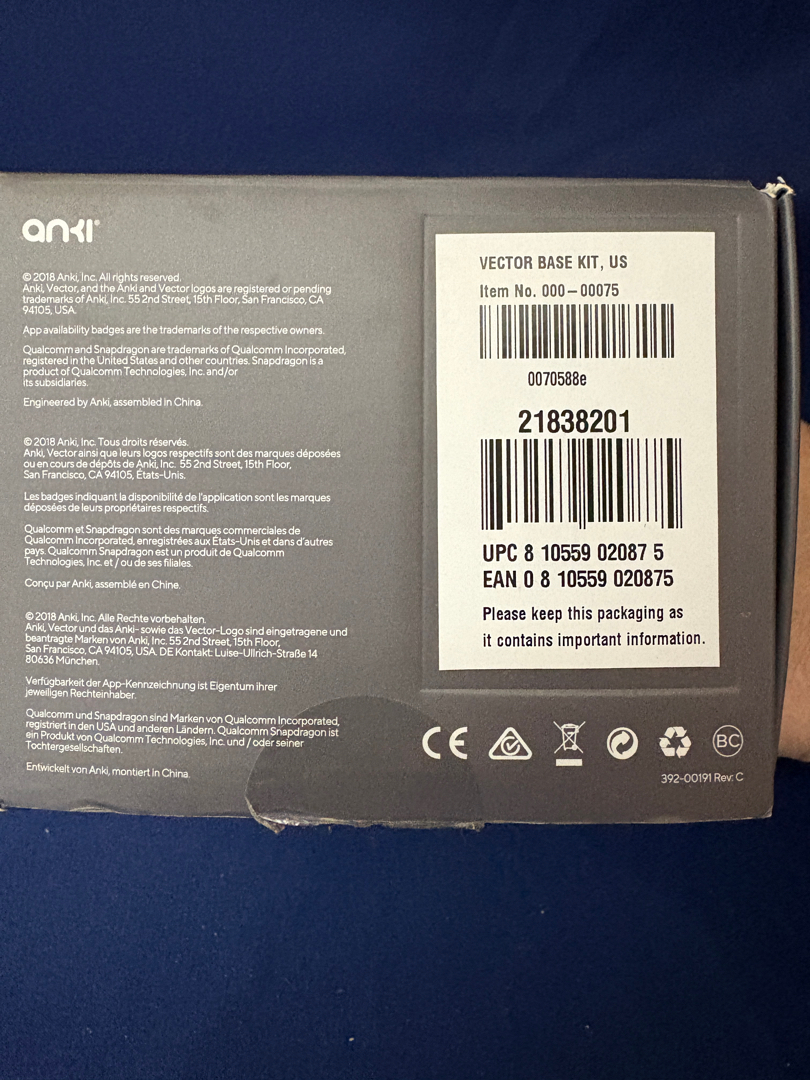 anki®
© 2018 Anki, Inc. All rights reserved.
Anki, Vector, and the Anki and Vector logos are registered or pending
trademarks of Anki, Inc. 55 2nd Street, 15th Floor, San Francisco, CA
94105, USA.
App availability badges are the trademarks of the respective owners.
Qualcomm and Snapdragon are trademarks of Qualcomm Incorporated,
registered in the United States and other countries. Snapdragon is a
product of Qualcomm Technologies, Inc. and/or
its subsidiaries.
Engineered by Anki, assembled in China.
© 2018 Anki, Inc. Tous droits réservés.
Anki, Vector ainsi que leurs logos respectifs sont des marques déposées
ou en cours de dépôts de Anki, Inc. 55 2nd Street, 15th Floor,
San Francisco, CA 94105, États-Unis.
Les badges indiquant la disponibilité de l'application sont les marques
déposées de leurs propriétaires respectifs.
Qualcomm et Snapdragon sont des marques commerciales de
Qualcomm Incorporated, enregistrées aux États-Unis et dans d'autres
pays. Qualcomm Snapdragon est un produit de Qualcomm
Technologies, Inc. et / ou de ses filiales.
Conçu par Anki, assemblé en Chine.
© 2018 Anki, Inc. Alle Rechte vorbehalten.
Anki, Vector und das Anki- sowie das Vector-Logo sind eingetragene und
beantragte Marken von Anki, Inc. 55 2nd Street, 15th Floor,
San Francisco, CA 94105, USA. DE Kontakt: Luise-Ullrich-Straße 14
80636 München.
Verfügbarkeit der App-Kennzeichnung ist Eigentum ihrer
jeweiligen Rechteinhaber.
Qualcomm und Snapdragon sind Marken von Qualcomm Incorporated,
registriert in den USA und anderen Ländern. Qualcomm Snapdragon ist
ein Produkt von Qualcomm Technologies, Inc. und / oder seiner
Tochtergesellschaften.
Entwickelt von Anki, montiert in China.
VECTOR BASE KIT, US
Item No. 000-00075
0070588e
21838201
UPC 8 10559 02087 5
EAN 0 8 10559 020875
Please keep this packaging as
it contains important information.
CE
BC
392-00191 Rev: C